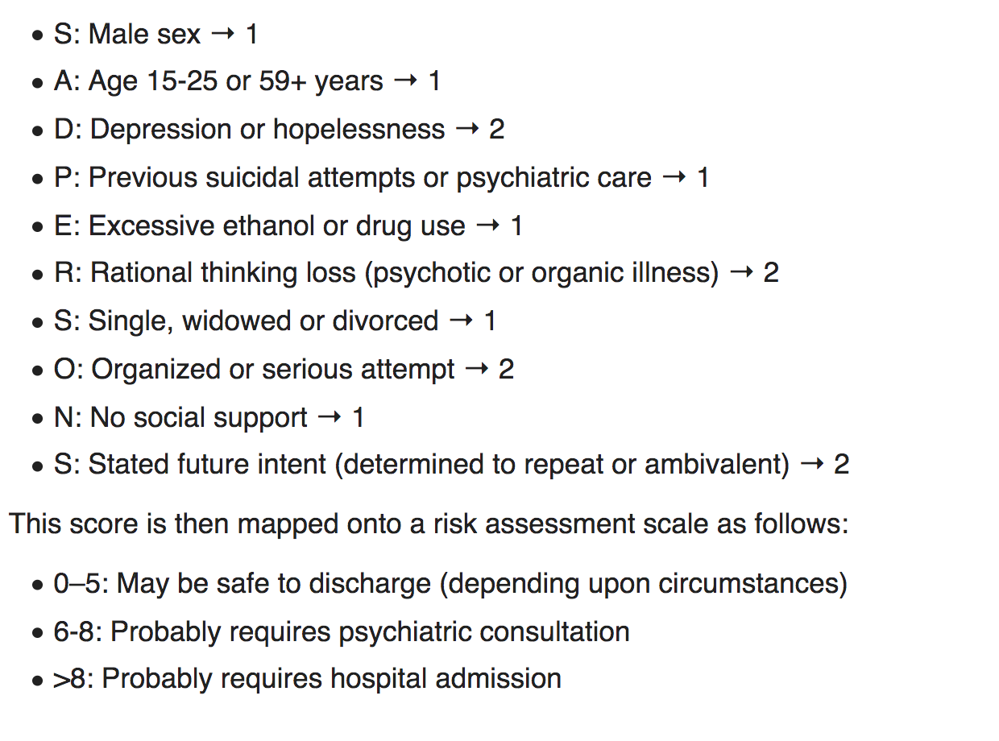 • S: Male sex → 1
• A: Age 15-25 or 59+ years → 1
• D: Depression or hopelessness → 2
• P: Previous suicidal attempts or psychiatric care → 1
• E: Excessive ethanol or drug use → 1
• R: Rational thinking loss (psychotic or organic illness) → 2
• S: Single, widowed or divorced → 1
• O: Organized or serious attempt → 2
• N: No social support → 1
• S: Stated future intent (determined to repeat or ambivalent) → 2
This score is then mapped onto a risk assessment scale as follows:
• 0–5: May be safe to discharge (depending upon circumstances)
• 6-8: Probably requires psychiatric consultation
• >8: Probably requires hospital admission